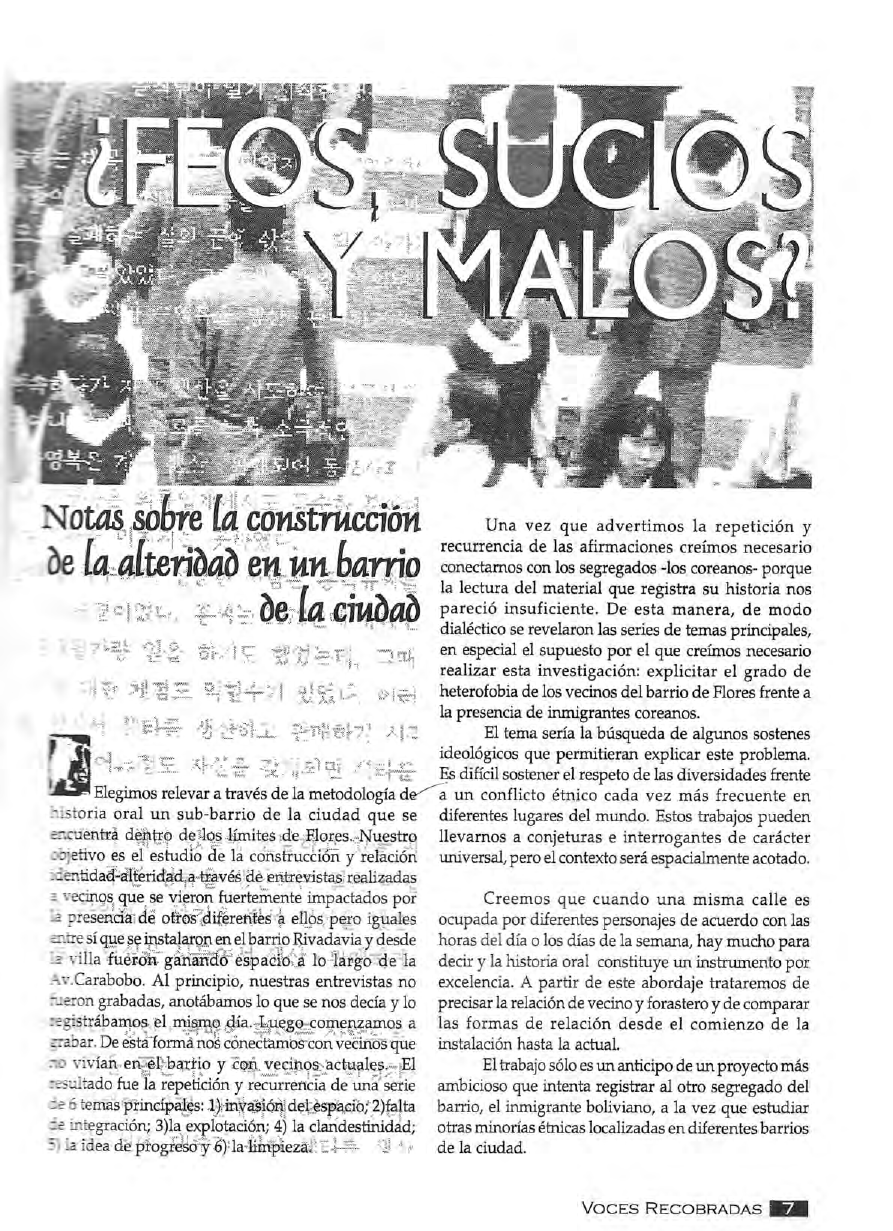 ¿FEOS, SUCIOS
Y MALOS?
Notas sobre la construcción
de la alteridad en un barrio
de la ciudad
Elegimos relevar a través de la metodología de
historia oral un sub-barrio de la ciudad que se
encuentra dentro de los límites de Flores. Nuestro
objetivo es el estudio de la construcción y relación
identidad-alteridad a través de entrevistas realizadas
a vecinos que se vieron fuertemente impactados por
la presencia de otros diferentes a ellos pero iguales
entre sí que se instalaron en el barrio Rivadavia y desde
la villa fueron ganando espacio a lo largo de la
Av.Carabobo. Al principio, nuestras entrevistas no
fueron grabadas, anotábamos lo que se nos decía y lo
registrábamos el mismo día. Luego comenzamos a
grabar. De esta forma nos conectamos con vecinos que
no vivían en el barrio y con vecinos actuales. El
resultado fue la repetición y recurrencia de una serie
de 6 temas principales: 1) invasión del espacio; 2)falta
de integración; 3)la explotación; 4) la clandestinidad;
5) la idea de progreso y 6) la limpieza.
Una vez que advertimos la repetición y
recurrencia de las afirmaciones creímos necesario
conectarnos con los segregados -los coreanos- porque
la lectura del material que registra su historia nos
pareció insuficiente. De esta manera, de modo
dialéctico se revelaron las series de temas principales,
en especial el supuesto por el que creímos necesario
realizar esta investigación: explicitar el grado de
heterofobia de los vecinos del barrio de Flores frente a
la presencia de inmigrantes coreanos.
El tema sería la búsqueda de algunos sostenes
ideológicos que permitieran explicar este problema.
Es difícil sostener el respeto de las diversidades frente
a un conflicto étnico cada vez más frecuente en
diferentes lugares del mundo. Estos trabajos pueden
llevarnos a conjeturas e interrogantes de carácter
universal, pero el contexto será espacialmente acotado.
Creemos que cuando una misma calle es
ocupada por diferentes personajes de acuerdo con las
horas del día o los días de la semana, hay mucho para
decir y la historia oral constituye un instrumento por
excelencia. A partir de este abordaje trataremos de
precisar la relación de vecino y forastero y de comparar
las formas de relación desde el comienzo de la
instalación hasta la actual.
El trabajo sólo es un anticipo de un proyecto más
ambicioso que intenta registrar al otro segregado del
barrio, el inmigrante boliviano, a la vez que estudiar
otras minorías étnicas localizadas en diferentes barrios
de la ciudad.
VOCES RECOBRADAS 7